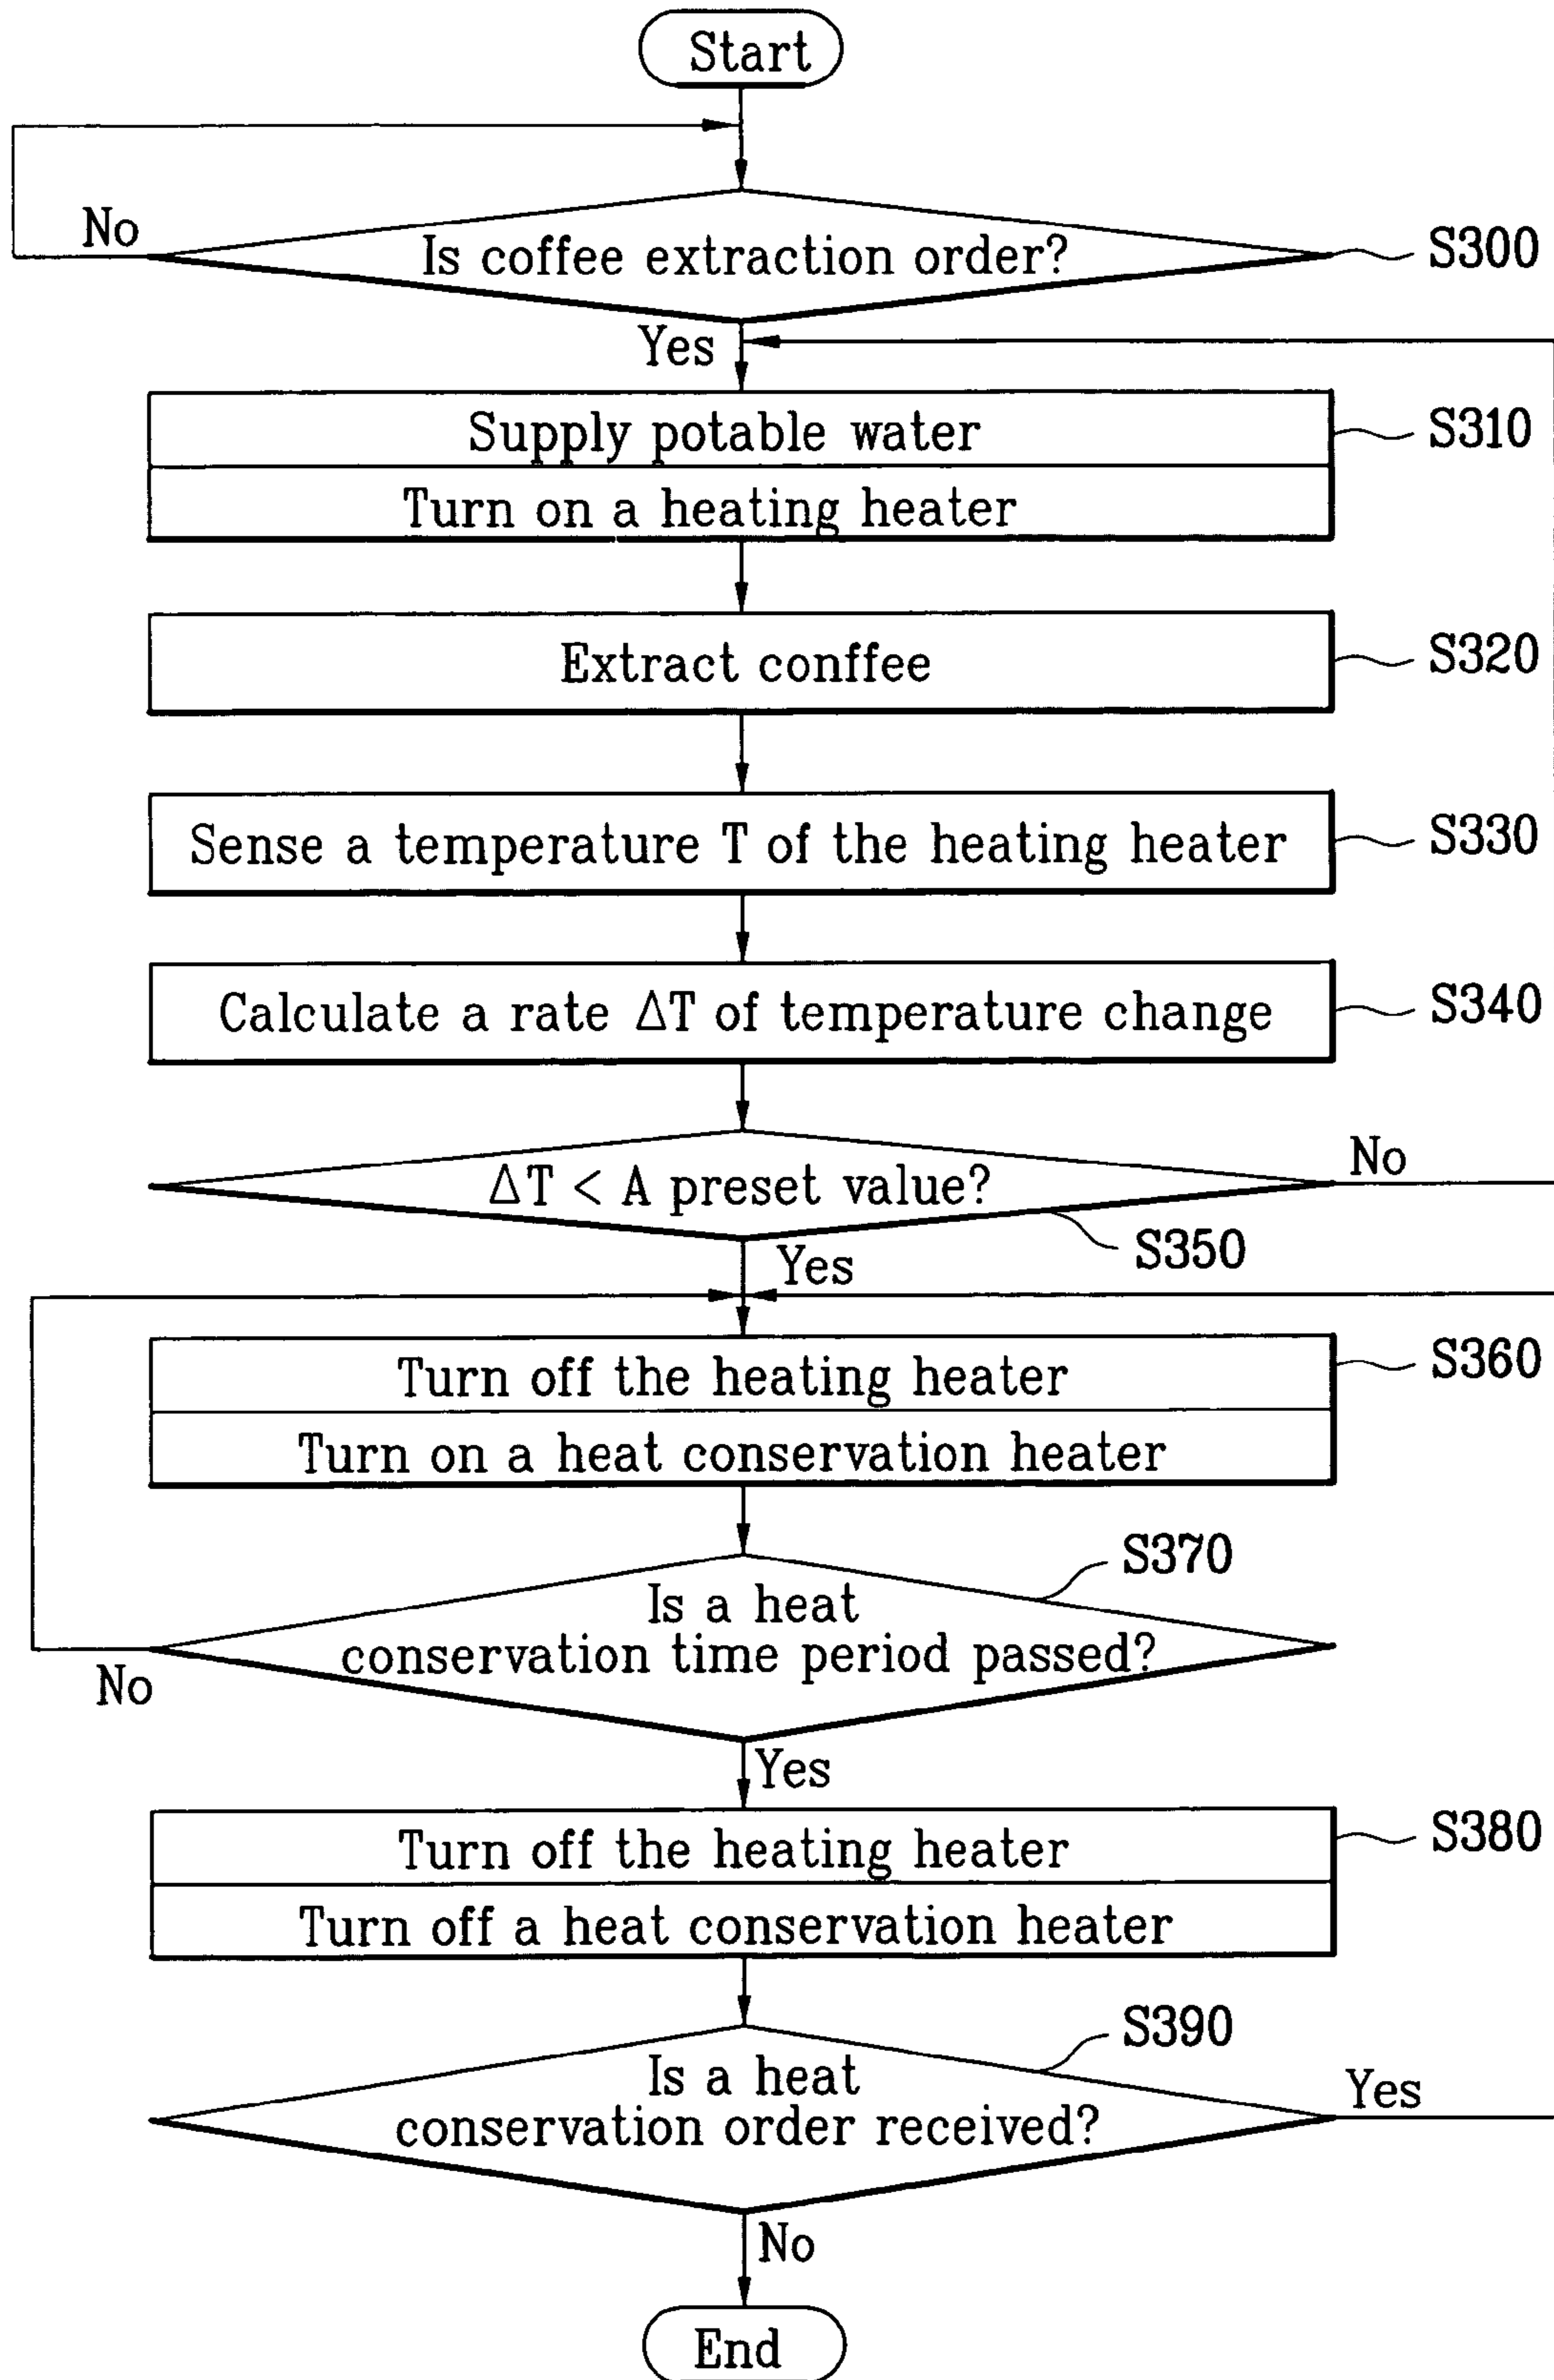 Start
No
Is coffee extraction order?
S300
Yes
Supply potable water
S310
Turn on a heating heater
Extract conffee
S320
Sense a temperature T of the heating heater
S330
Calculate a rate ΔT of temperature change
S340
No
ΔT < A preset value?
S350
Yes
Turn off the heating heater
S360
Turn on a heat conservation heater
S370
Is a heat
conservation time period passed?
No
Yes
Turn off the heating heater
S380
Turn off a heat conservation heater
S390
Is a heat
conservation order received?
Yes
No
End